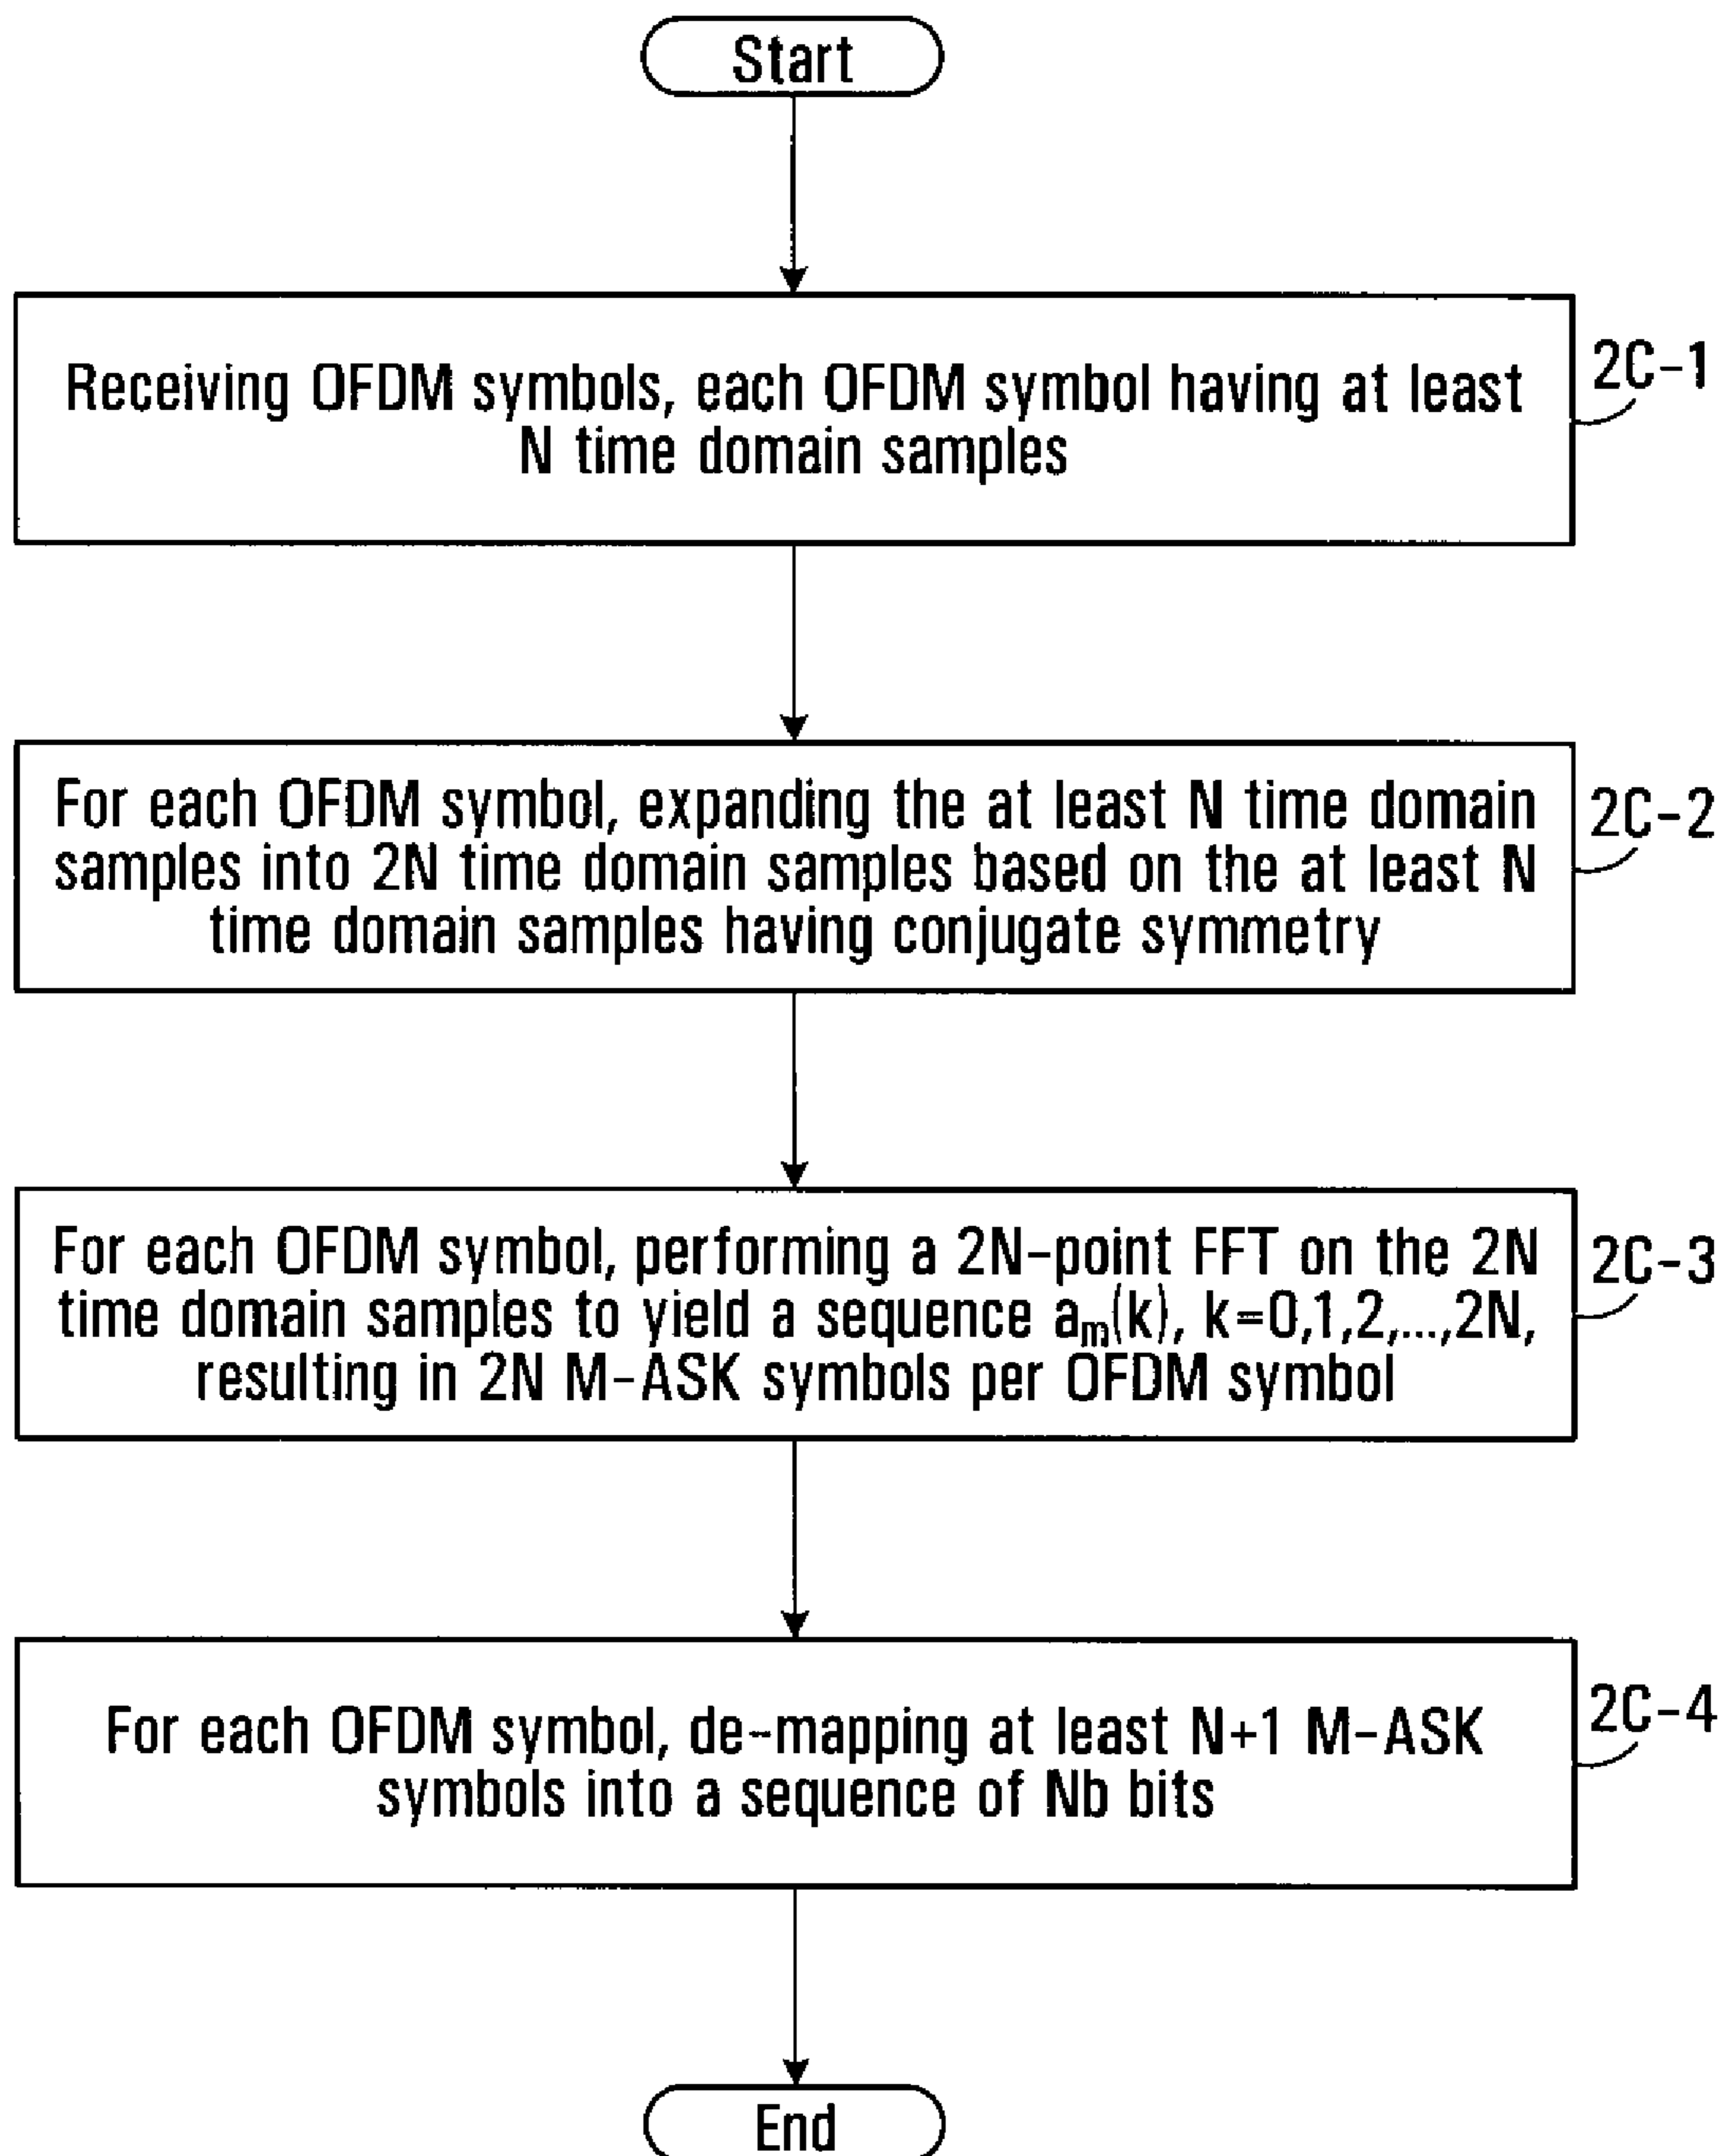 Start
Receiving OFDM symbols, each OFDM symbol having at least
N time domain samples
2C-1
For each OFDM symbol, expanding the at least N time domain
samples into 2N time domain samples based on the at least N
time domain samples having conjugate symmetry
2C-2
For each OFDM symbol, performing a 2N-point FFT on the 2N
time domain samples to yield a sequence aₘ(k), k=0,1,2,...,2N,
resulting in 2N M-ASK symbols per OFDM symbol
2C-3
For each OFDM symbol, de-mapping at least N+1 M-ASK
symbols into a sequence of Nb bits
2C-4
End